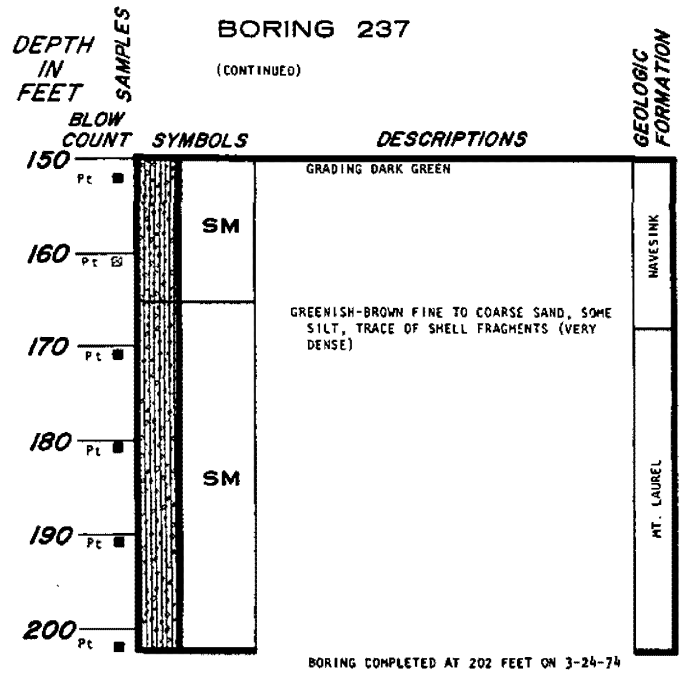 BORING 237
(CONTINUED)
DEPTH
IN
FEET
SAMPLES
BLOW
COUNT
SYMBOLS
DESCRIPTIONS
GEOLOGIC
FORMATION
150
Pt
GRADING DARK GREEN
SM
NAVESINK
160
Pt
GREENISH-BROWN FINE TO COARSE SAND, SOME
SILT, TRACE OF SHELL FRAGMENTS (VERY
DENSE)
170
Pt
180
Pt
SM
MT. LAUREL
190
Pt
200
Pt
BORING COMPLETED AT 202 FEET ON 3-24-74